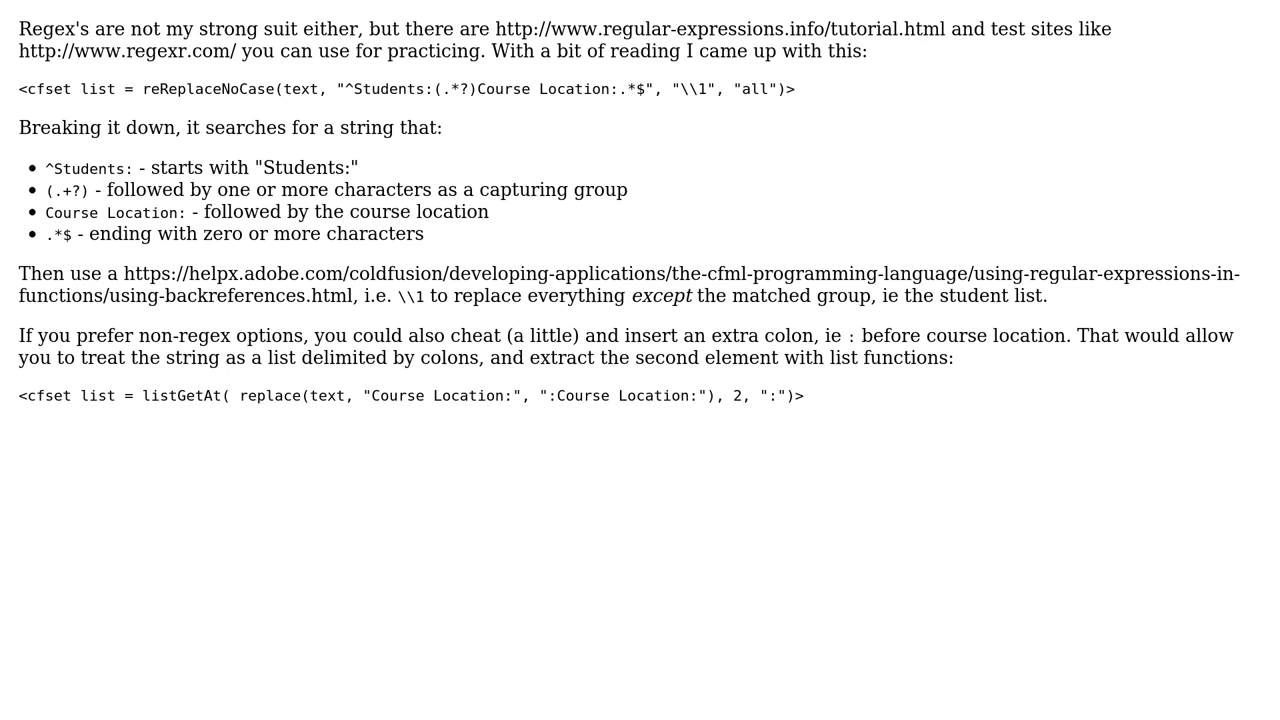 Regex's are not my strong suit either, but there are http://www.regular-expressions.info/tutorial.html and test sites like
http://www.regexr.com/ you can use for practicing. With a bit of reading I came up with this:
<cfset list = reReplaceNoCase(text, "^Students:(.*?)Course Location:.*$", "\\1", "all")>
Breaking it down, it searches for a string that:
• ^Students: - starts with "Students:"
• (.+?) - followed by one or more characters as a capturing group
• Course Location: - followed by the course location
• .*$ - ending with zero or more characters
Then use a https://helpx.adobe.com/coldfusion/developing-applications/the-cfml-programming-language/using-regular-expressions-in-
functions/using-backreferences.html, i.e. \\1 to replace everything except the matched group, ie the student list.
If you prefer non-regex options, you could also cheat (a little) and insert an extra colon, ie : before course location. That would allow
you to treat the string as a list delimited by colons, and extract the second element with list functions:
<cfset list = listGetAt( replace(text, "Course Location:", ":Course Location:"), 2, ":")>